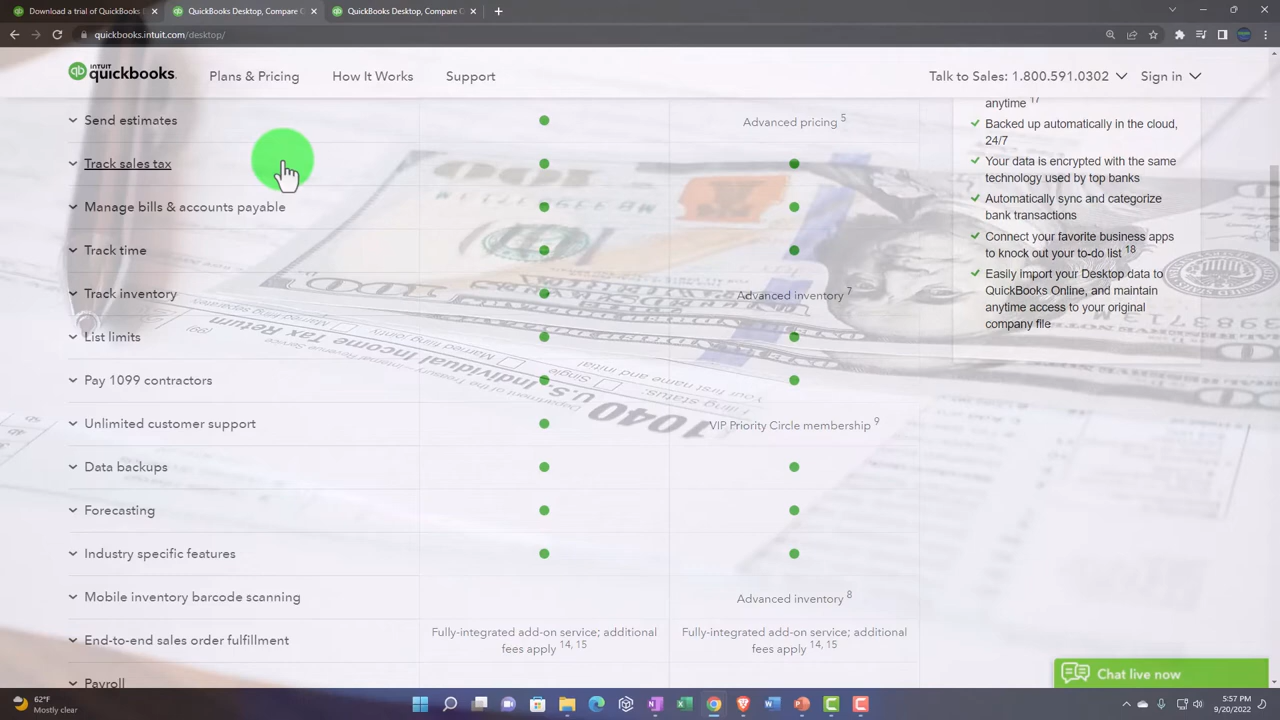 Download a trial of QuickBooks D
QuickBooks Desktop, Compare C
QuickBooks Desktop, Compare C
quickbooks.intuit.com/desktop/
INTUIT
quickbooks.
Plans & Pricing
How It Works
Support
Talk to Sales: 1.800.591.0302
Sign in
Send estimates
Advanced pricing 5
Track sales tax
Manage bills & accounts payable
Track time
Track inventory
Advanced inventory 7
List limits
Pay 1099 contractors
Unlimited customer support
VIP Priority Circle membership 9
Data backups
Forecasting
Industry specific features
Mobile inventory barcode scanning
Advanced inventory 8
End-to-end sales order fulfillment
Fully-integrated add-on service; additional
fees apply 14, 15
Fully-integrated add-on service; additional
fees apply 14, 15
Payroll
anytime 17
Backed up automatically in the cloud,
24/7
Your data is encrypted with the same
technology used by top banks
Automatically sync and categorize
bank transactions
Connect your favorite business apps
to knock out your to-do list 18
Easily import your Desktop data to
QuickBooks Online, and maintain
anytime access to your original
company file
1040
U.S. Individual Income Tax Return
Filing status:
Single
(99)
Chat live now
62°F
Mostly clear
5:57 PM
9/20/2022